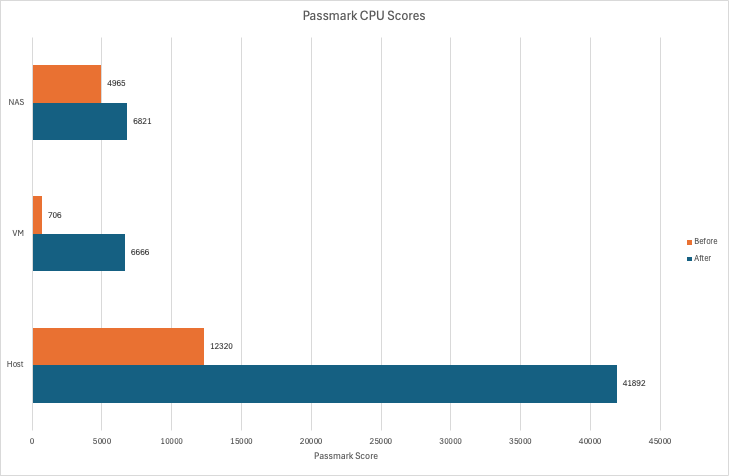 Passmark CPU Scores
NAS
4965
6821
VM
706
6666
Host
12320
41892
Before
After
0 5000 10000 15000 20000 25000 30000 35000 40000 45000
Passmark Score